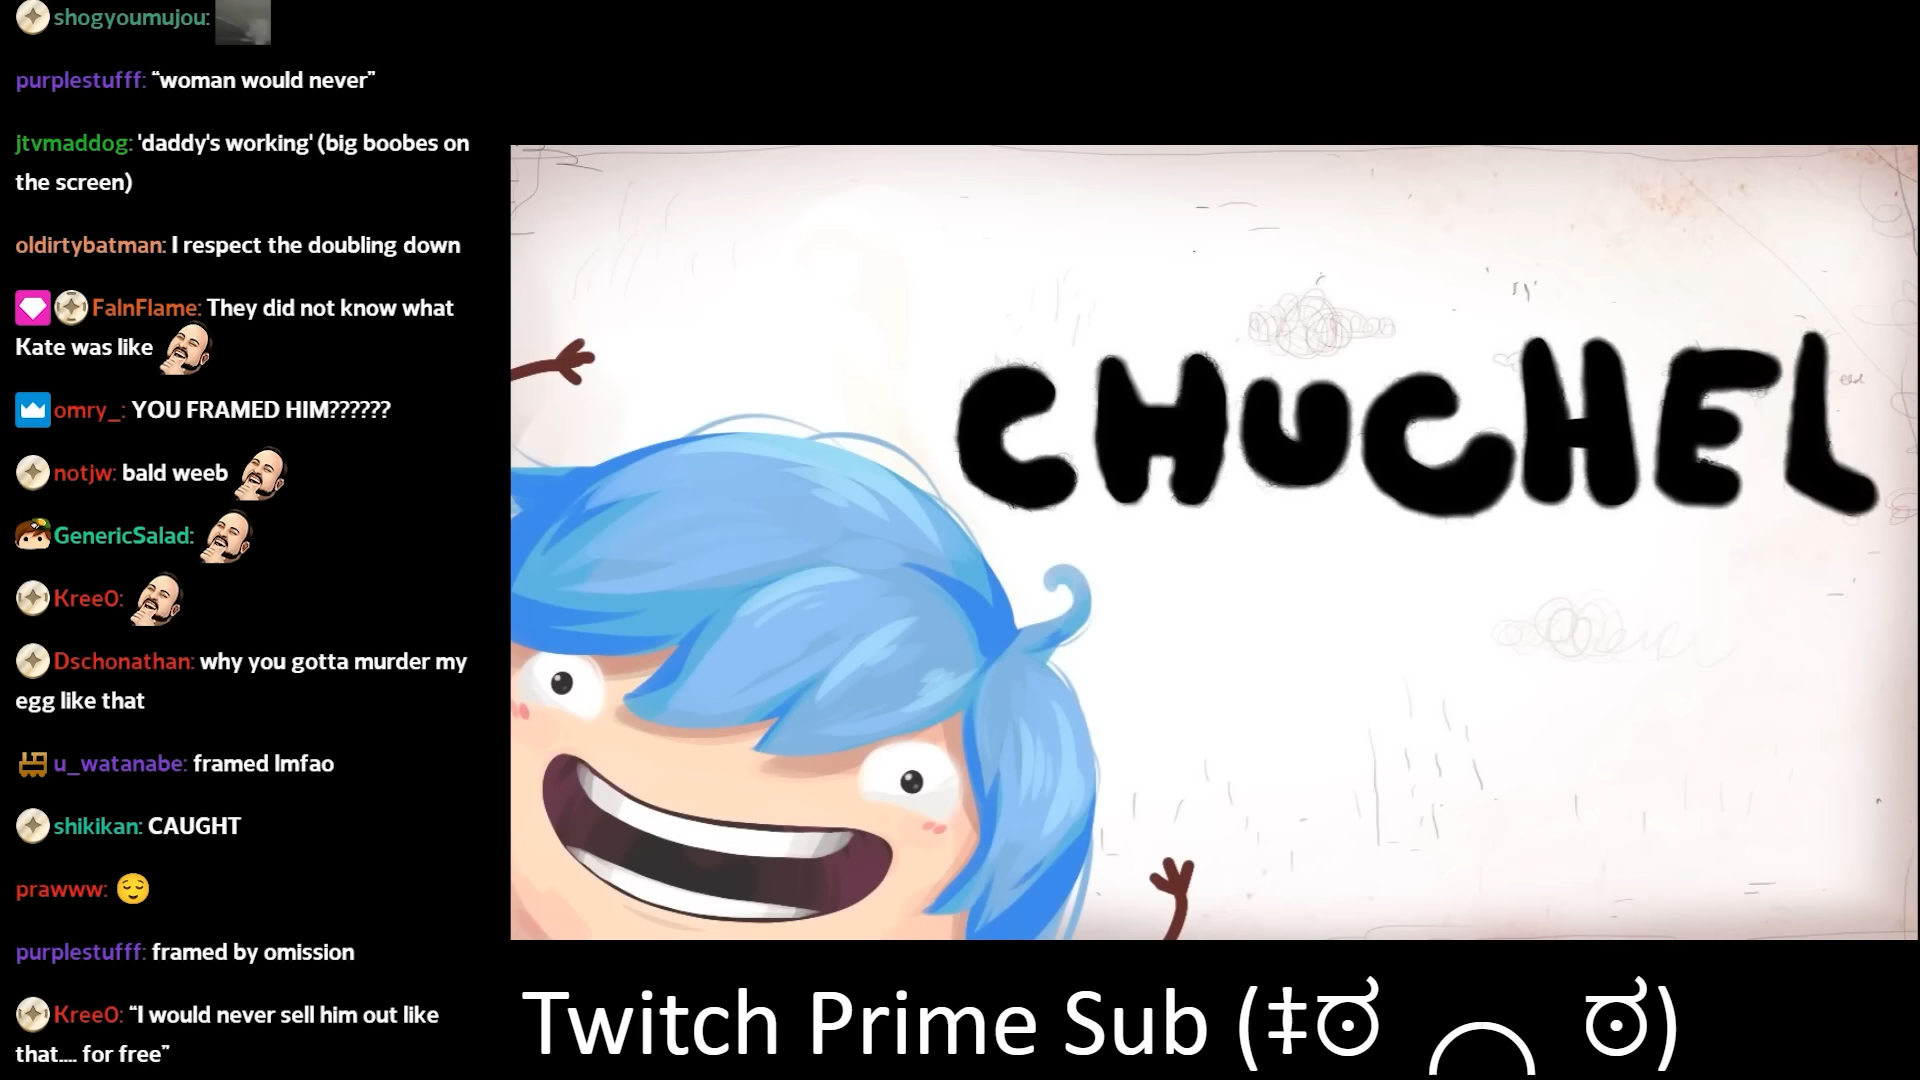 shogyoumujou:
purplestufff: “woman would never”
jtvmaddog: 'daddy's working' (big boobes on
the screen)
oldirtybatman: I respect the doubling down
FalnFlame: They did not know what
Kate was like
omry_: YOU FRAMED HIM??????
notjw: bald weeb
GenericSalad:
KreeO:
Dschonathan: why you gotta murder my
egg like that
u_watanabe: framed lmfao
shikikan: CAUGHT
prawww: 😌
purplestufff: framed by omission
KreeO: “I would never sell him out like
that.... for free”
CHUCHEL
Twitch Prime Sub (‡ಠ ⁔ ಠ)